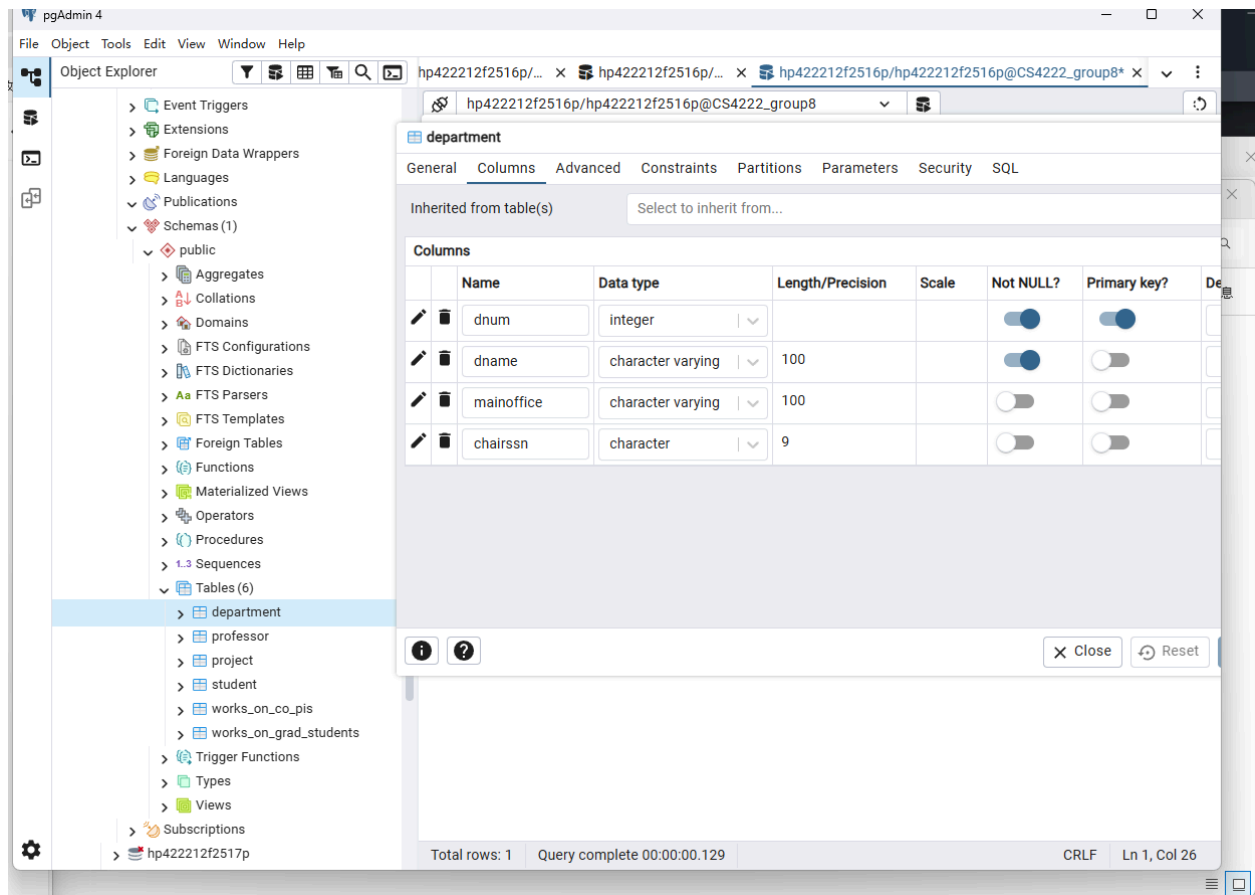 pgAdmin 4
File Object Tools Edit View Window Help
Object Explorer
hp422212f2516p/... hp422212f2516p/... hp422212f2516p/hp422212f2516p@CS4222_group8*
hp422212f2516p/hp422212f2516p@CS4222_group8
Event Triggers
Extensions
Foreign Data Wrappers
Languages
Publications
Schemas (1)
public
Aggregates
Collations
Domains
FTS Configurations
FTS Dictionaries
Aa FTS Parsers
FTS Templates
Foreign Tables
Functions
Materialized Views
Operators
Procedures
1..3 Sequences
Tables (6)
department
professor
project
student
works_on_co_pis
works_on_grad_students
Trigger Functions
Types
Views
Subscriptions
hp422212f2517p
department
General Columns Advanced Constraints Partitions Parameters Security SQL
Inherited from table(s) Select to inherit from...
Columns
Name Data type Length/Precision Scale Not NULL? Primary key? De
dnum integer
dname character varying 100
mainoffice character varying 100
chairssn character 9
Close Reset
Total rows: 1 Query complete 00:00:00.129 CRLF Ln 1, Col 26
息